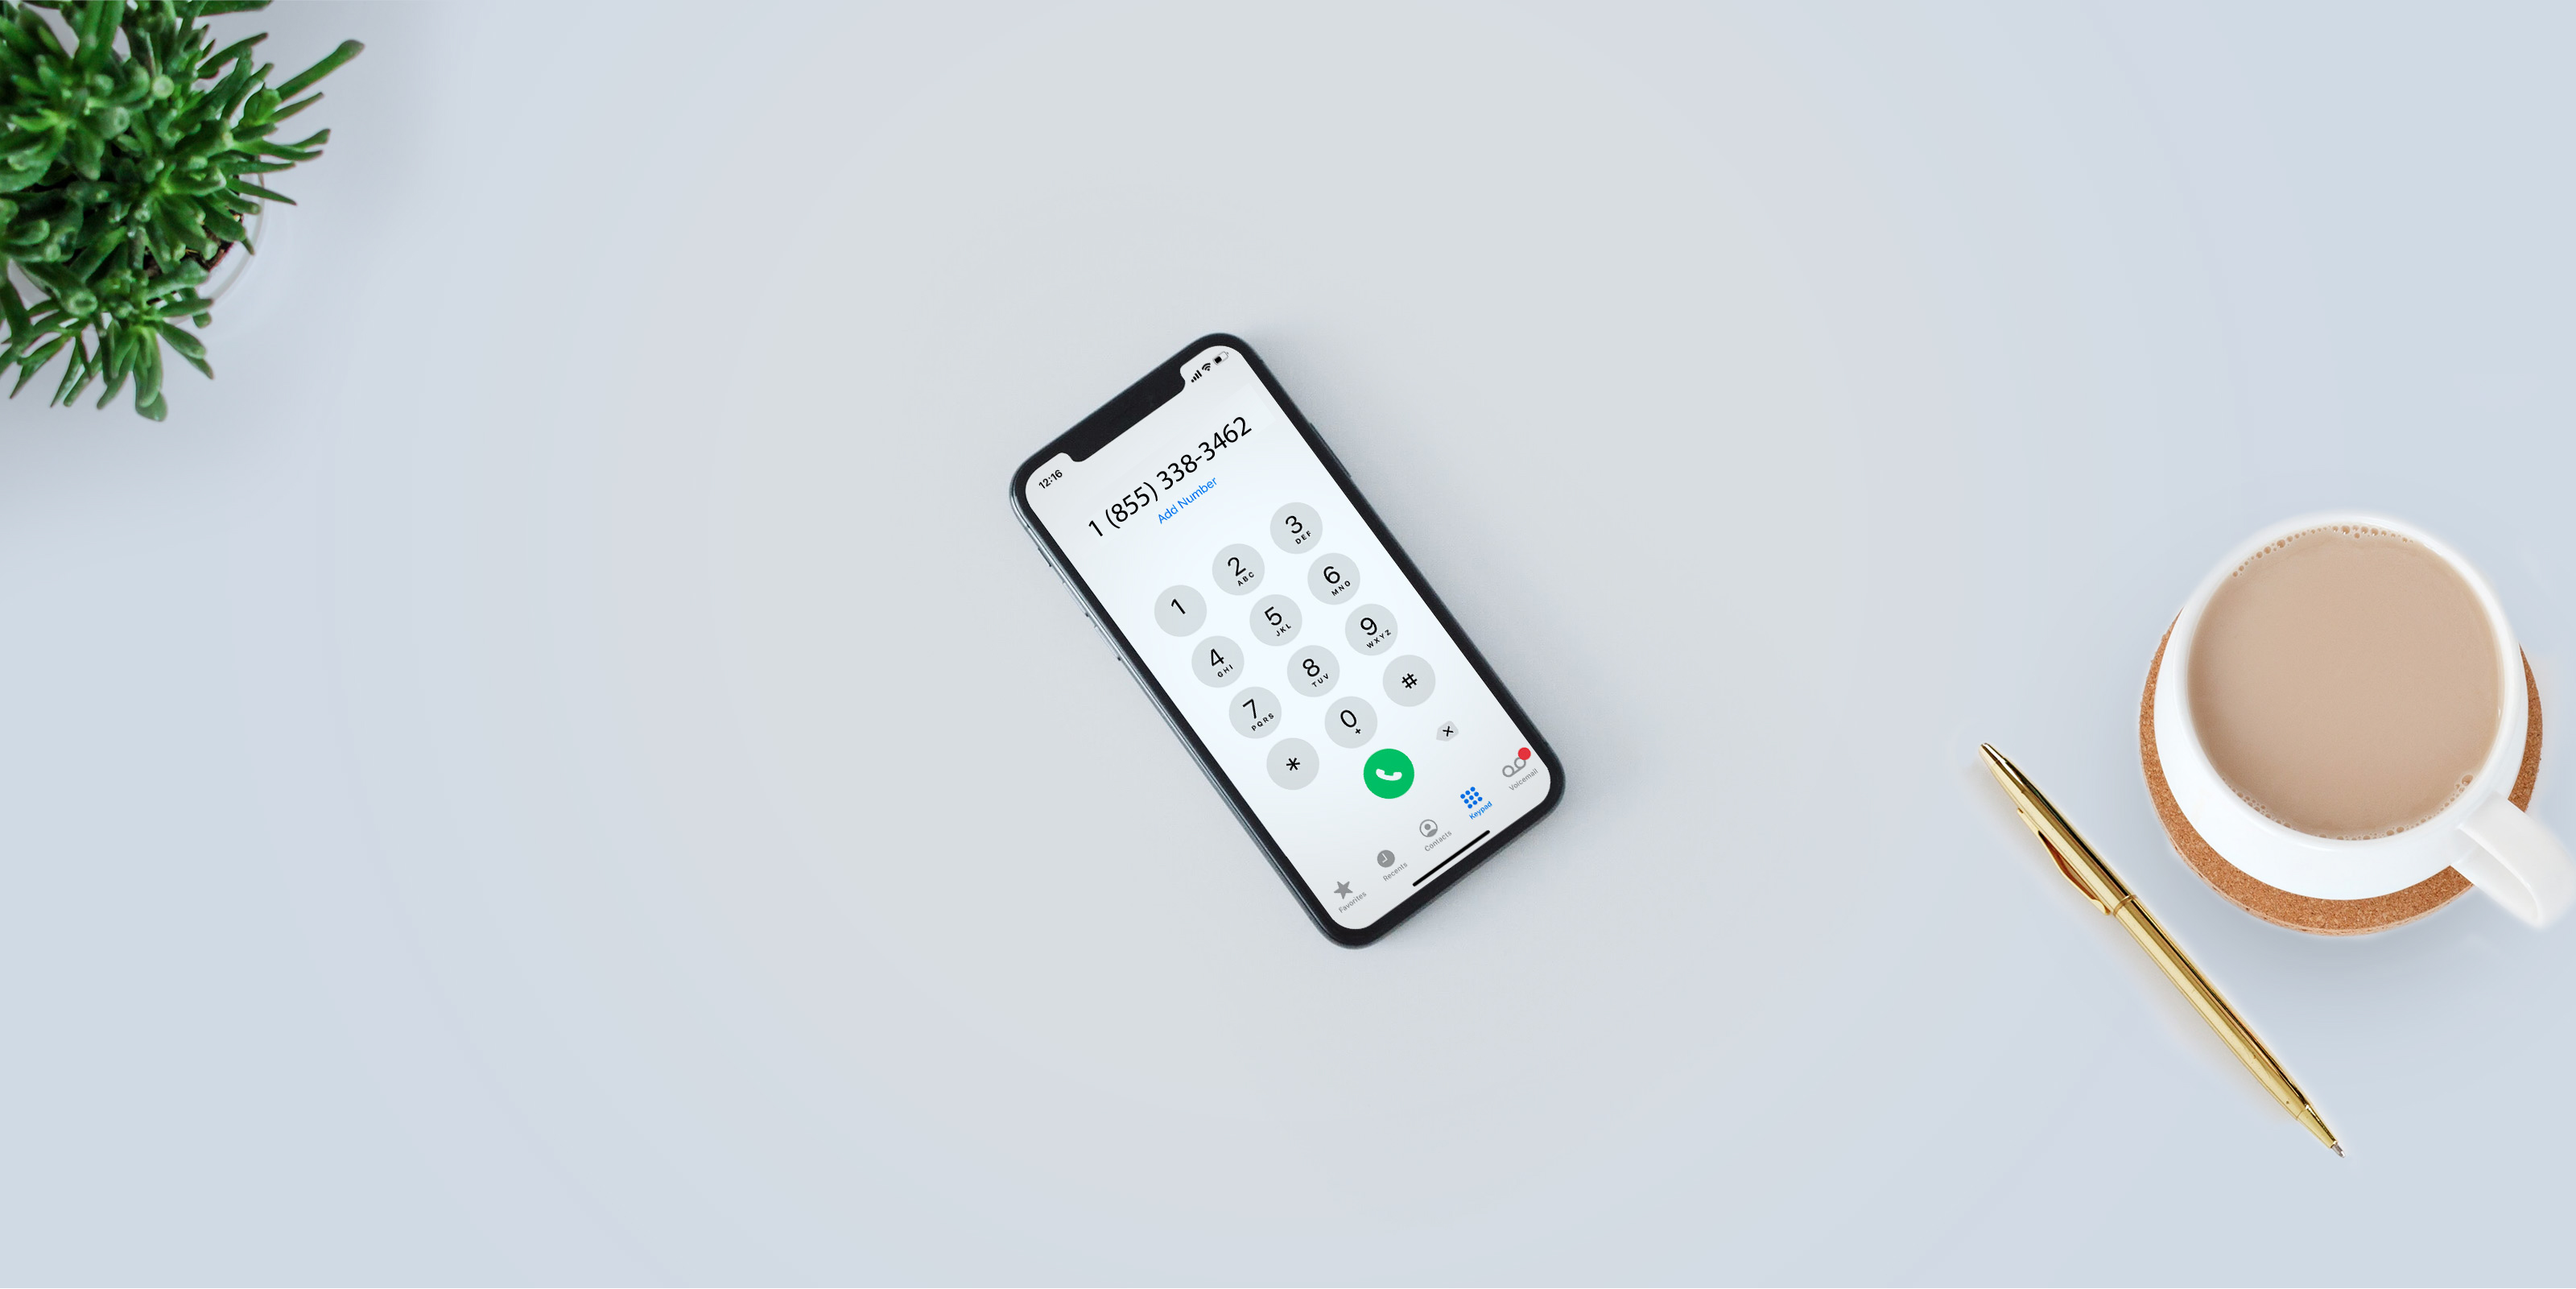 12:16
1 (855) 338-3462
Add Number
1
2
ABC
3
DEF
4
GHI
5
JKL
6
MNO
7
PQRS
8
TUV
9
WXYZ
*
0
+
#
Favorites
Recents
Contacts
Keypad
Voicemail